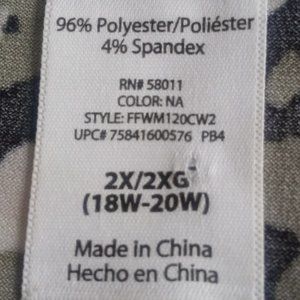 96% Polyester/Poliéster
4% Spandex
RN# 58011
COLOR: NA
STYLE: FFWM120CW2
UPC# 75841600576 PB4
2X/2XG
(18W-20W)
Made in China
Hecho en China